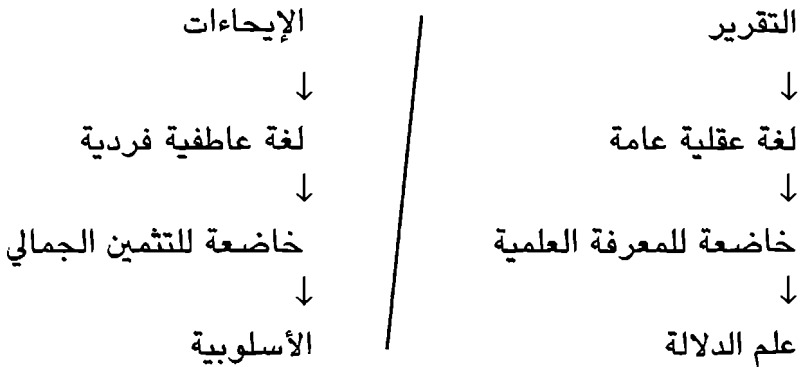 التقرير / الإيحاءات
↓ ↓
لغة عقلية عامة لغة عاطفية فردية
↓ ↓
خاضعة للمعرفة العلمية خاضعة للتثمين الجمالي
↓ ↓
علم الدلالة الأسلوبية